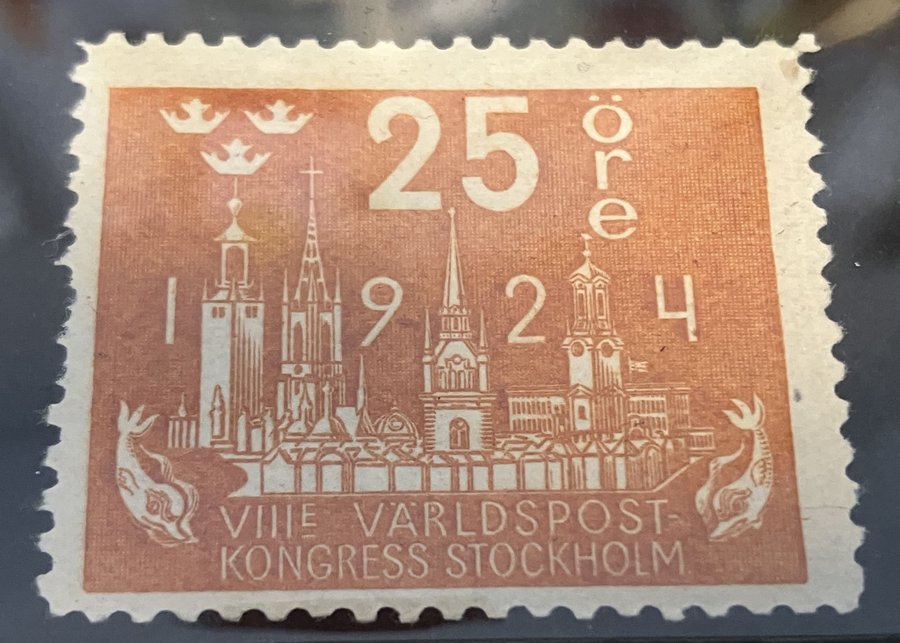 25 öre
1924
VIIIE VÄRLDSPOST-
KONGRESS STOCKHOLM